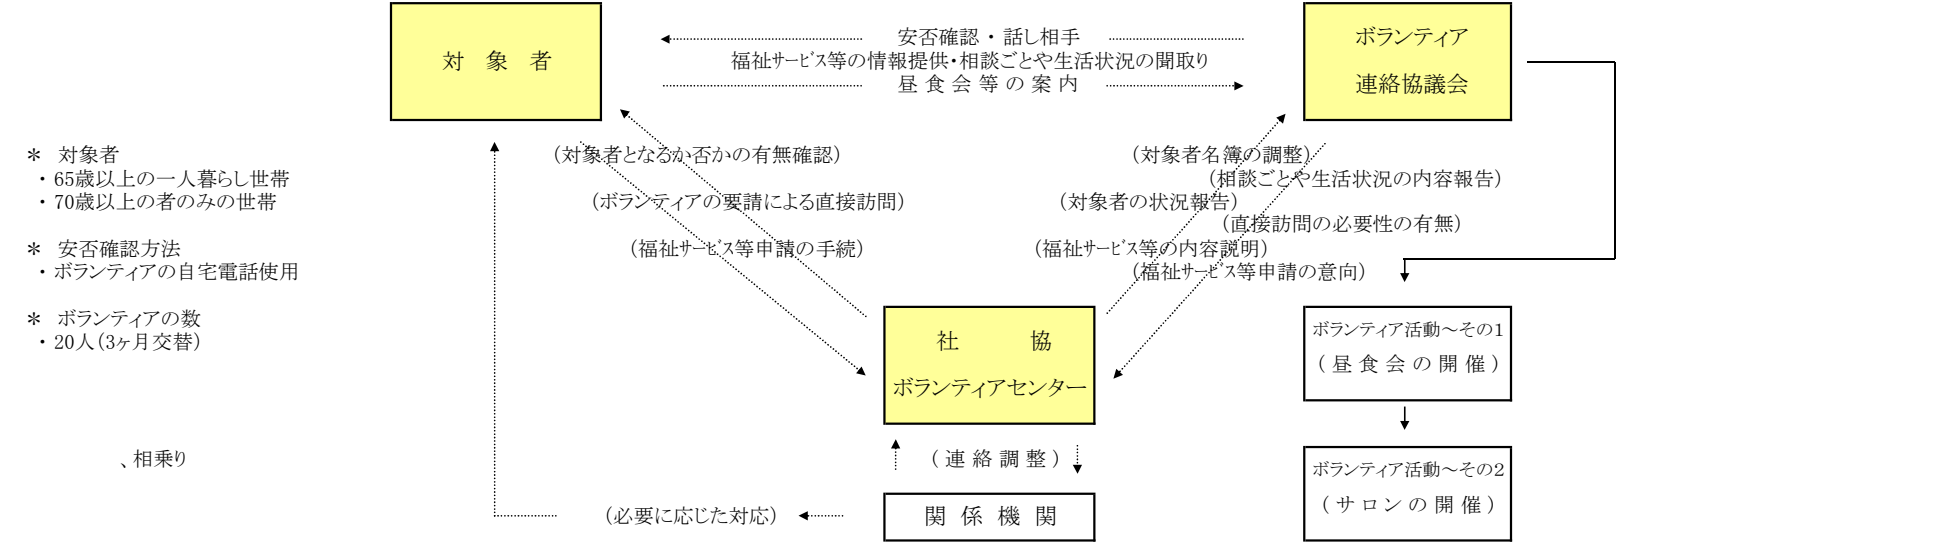 対 象 者
安否確認・話し相手
福祉サービス等の情報提供・相談ごとや生活状況の聞取り
昼食会等の案内
ボランティア
連絡協議会
＊ 対象者
・65歳以上の一人暮らし世帯
・70歳以上の者のみの世帯
＊ 安否確認方法
・ボランティアの自宅電話使用
＊ ボランティアの数
・20人（3ヶ月交替）
、相乗り
（対象者となるか否かの有無確認）
（ボランティアの要請による直接訪問）
（福祉サービス等申請の手続）
（対象者名簿の調整）
（相談ごとや生活状況の内容報告）
（対象者の状況報告）
（直接訪問の必要性の有無）
（福祉サービス等の内容説明）
（福祉サービス等申請の意向）
社 協
ボランティアセンター
（連絡調整）
関係機関
（必要に応じた対応）
ボランティア活動～その1
（昼食会の開催）
ボランティア活動～その2
（サロンの開催）